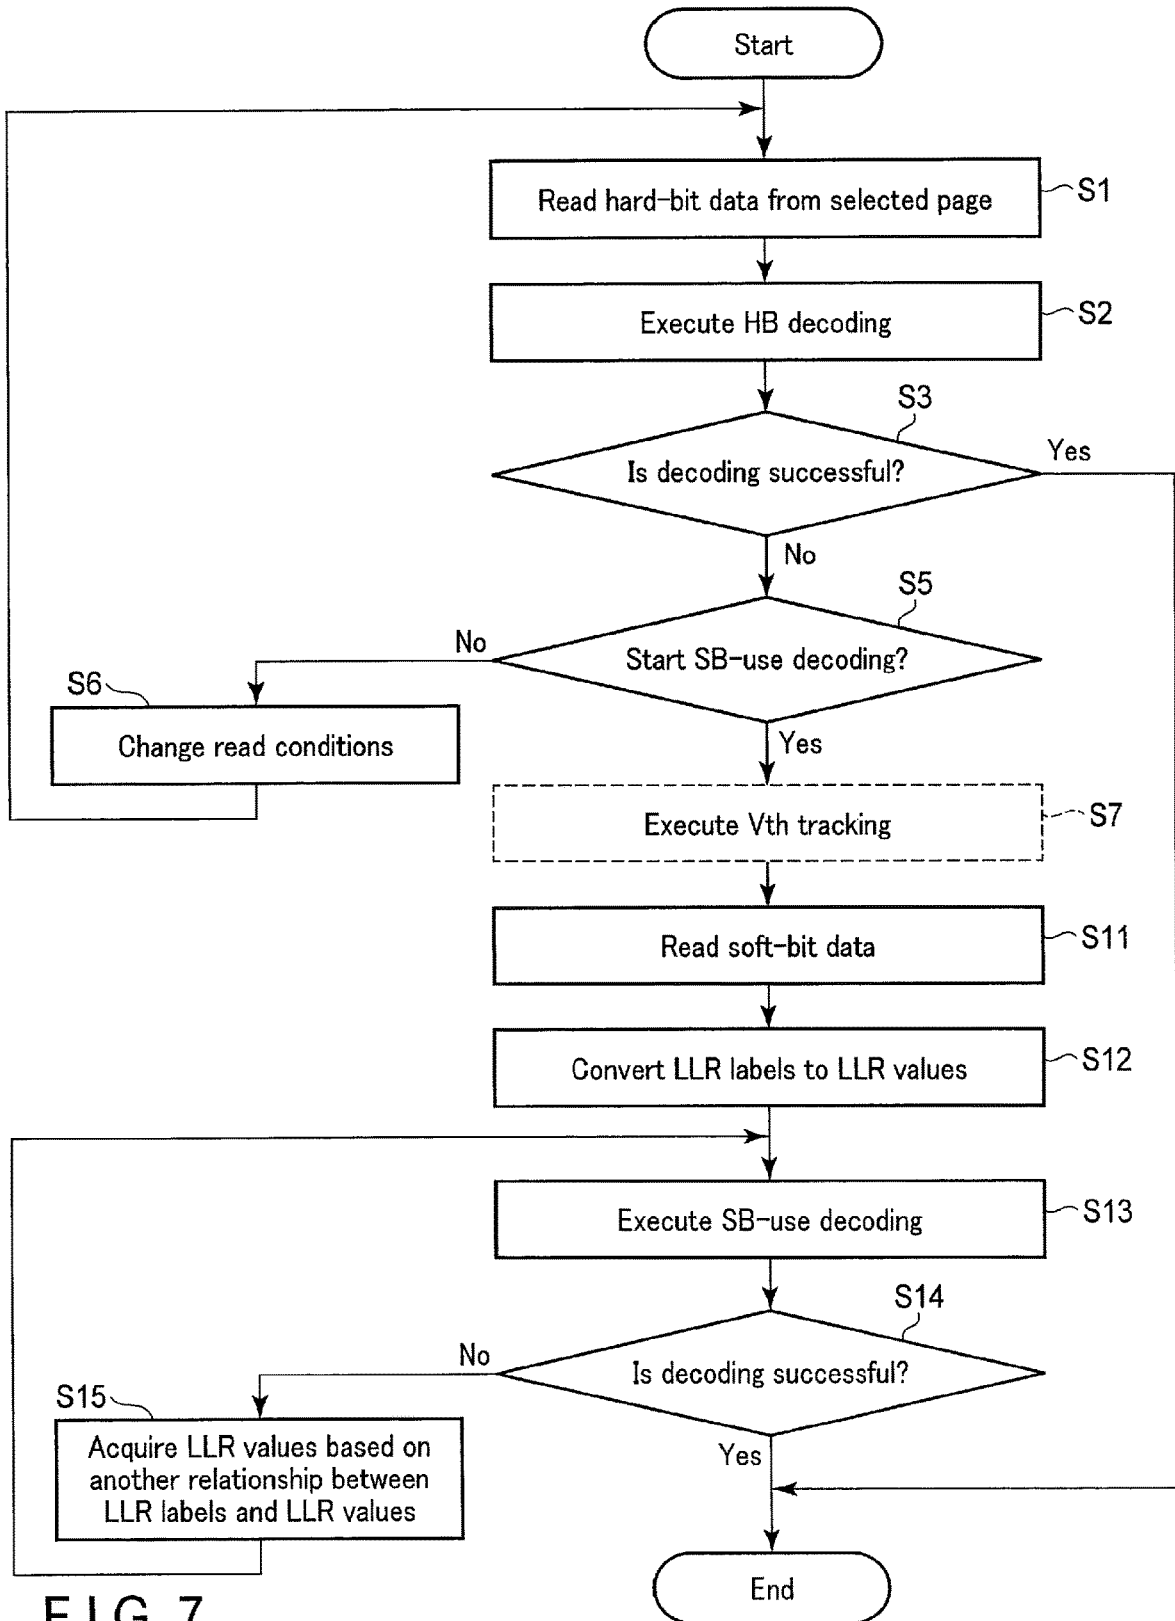 Start
Read hard-bit data from selected page
S1
Execute HB decoding
S2
S3
Is decoding successful?
Yes
No
S5
Start SB-use decoding?
No
S6
Change read conditions
Yes
Execute Vth tracking
S7
Read soft-bit data
S11
Convert LLR labels to LLR values
S12
Execute SB-use decoding
S13
S14
Is decoding successful?
No
S15
Acquire LLR values based on
another relationship between
LLR labels and LLR values
Yes
End
FIG. 7